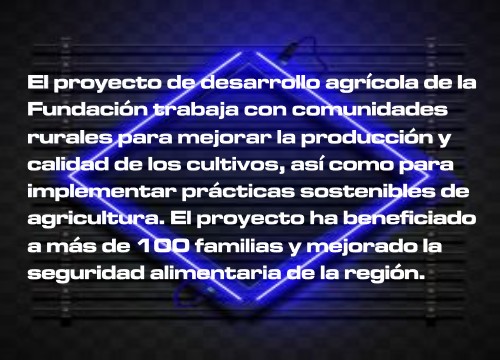 El proyecto de desarrollo agrícola de la
Fundación trabaja con comunidades
rurales para mejorar la producción y
calidad de los cultivos, así como para
implementar prácticas sostenibles de
agricultura. El proyecto ha beneficiado
a más de 100 familias y mejorado la
seguridad alimentaria de la región.